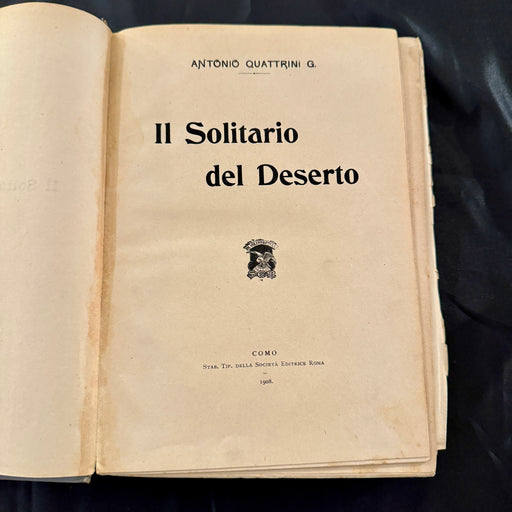 ANTONIO QUATTRINI G.
Il Solitario
del Deserto
COMO
STAB. TIP. DELLA SOCIETÀ EDITRICE ROMA
1908.